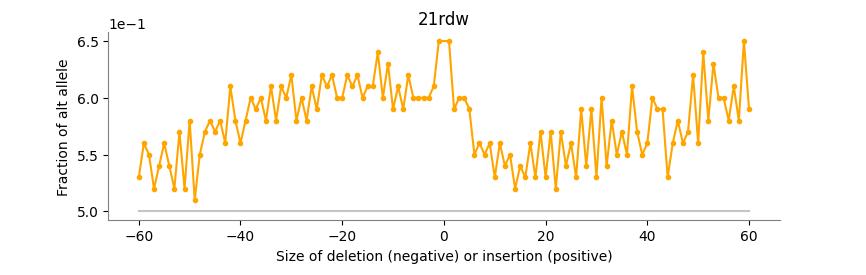 21rdw
1e−1
6.5
6.0
5.5
5.0
−60 −40 −20 0 20 40 60
Fraction of alt allele
Size of deletion (negative) or insertion (positive)